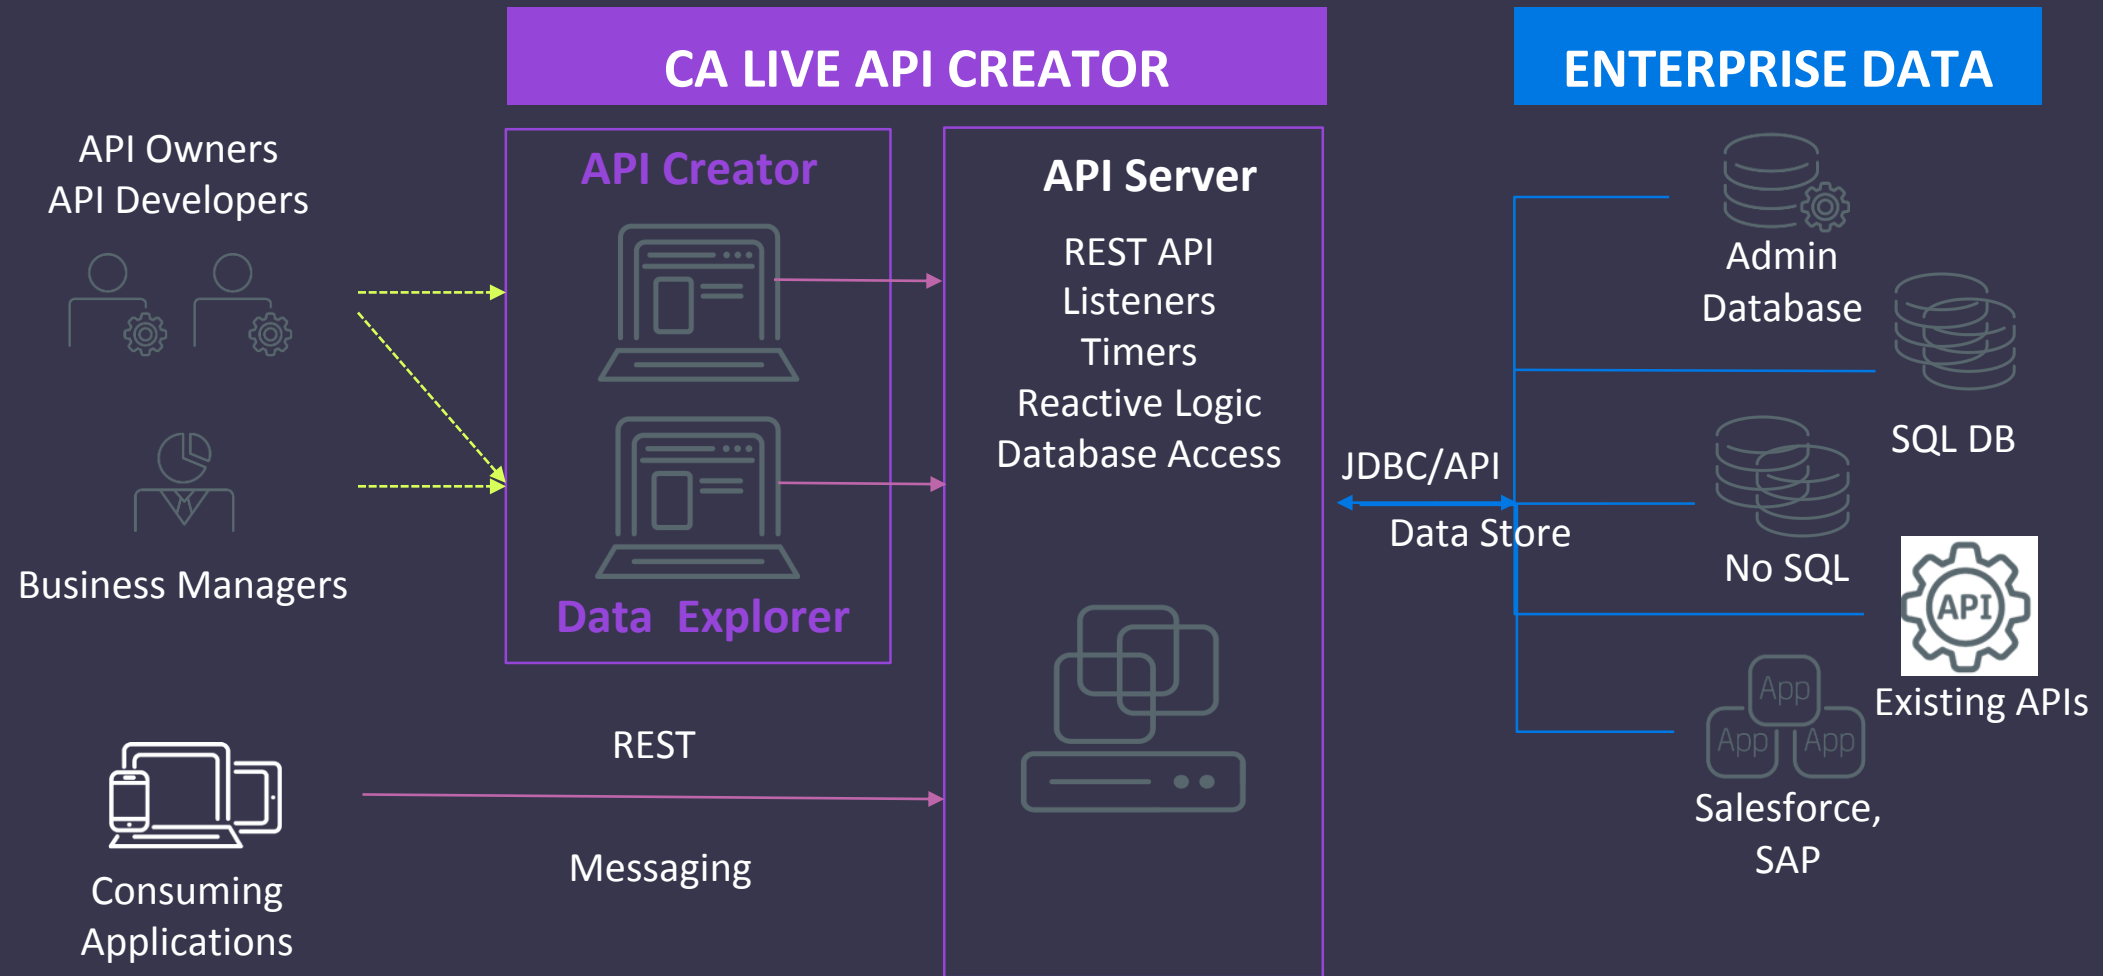 CA LIVE API CREATOR
ENTERPRISE DATA
API Owners
API Developers
Business Managers
Consuming
Applications
API Creator
Data Explorer
REST
Messaging
API Server
REST API
Listeners
Timers
Reactive Logic
Database Access
JDBC/API
Data Store
Admin
Database
SQL DB
No SQL
API
Existing APIs
App
App
App
Salesforce,
SAP